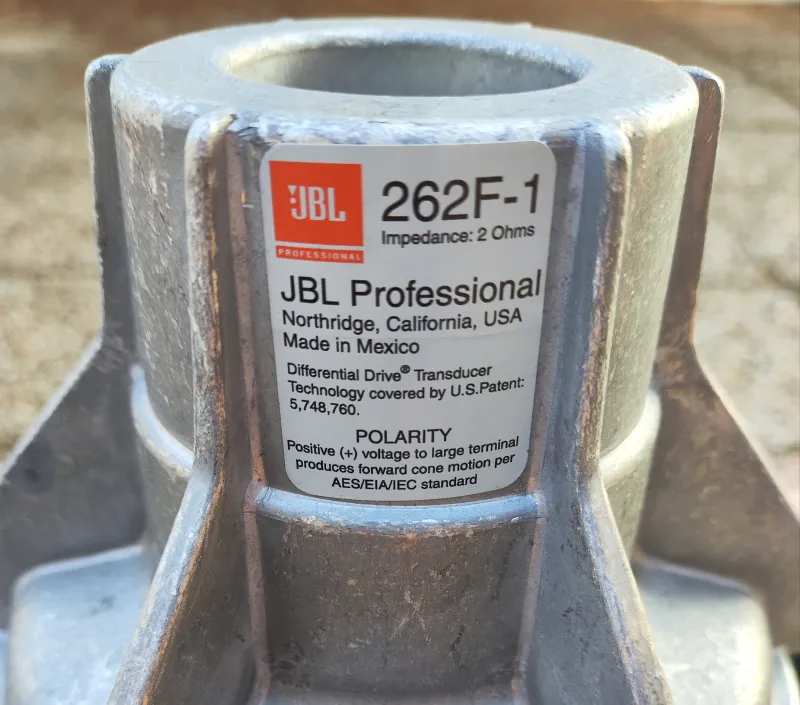 JBL
PROFESSIONAL
262F-1
Impedance: 2 Ohms
JBL Professional
Northridge, California, USA
Made in Mexico
Differential Drive® Transducer
Technology covered by U.S.Patent:
5,748,760.
POLARITY
Positive (+) voltage to large terminal
produces forward cone motion per
AES/EIA/IEC standard